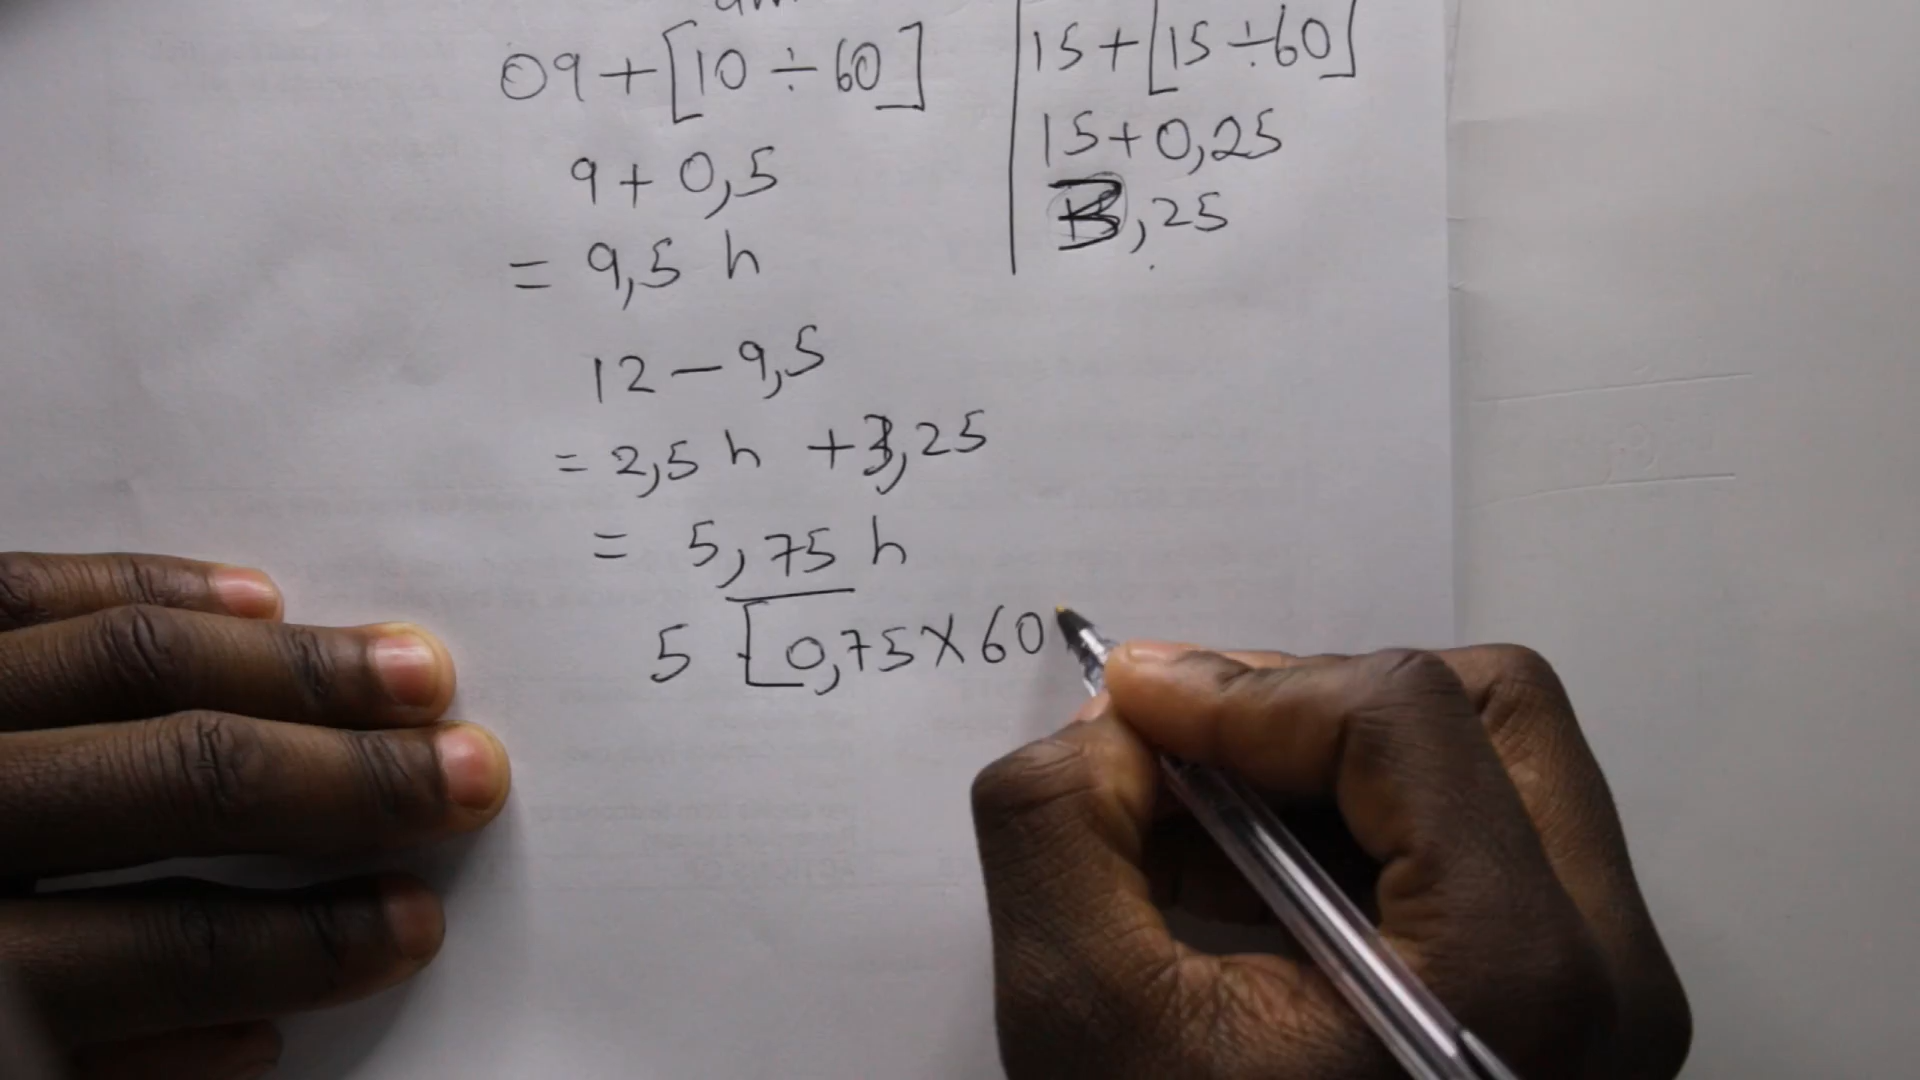 09+[10÷60]
9+0,5
= 9,5 h
12-9,5
= 2,5 h +3,25
= 5,75 h
5 [0,75×60
15+[15÷60]
15+0,25
,25